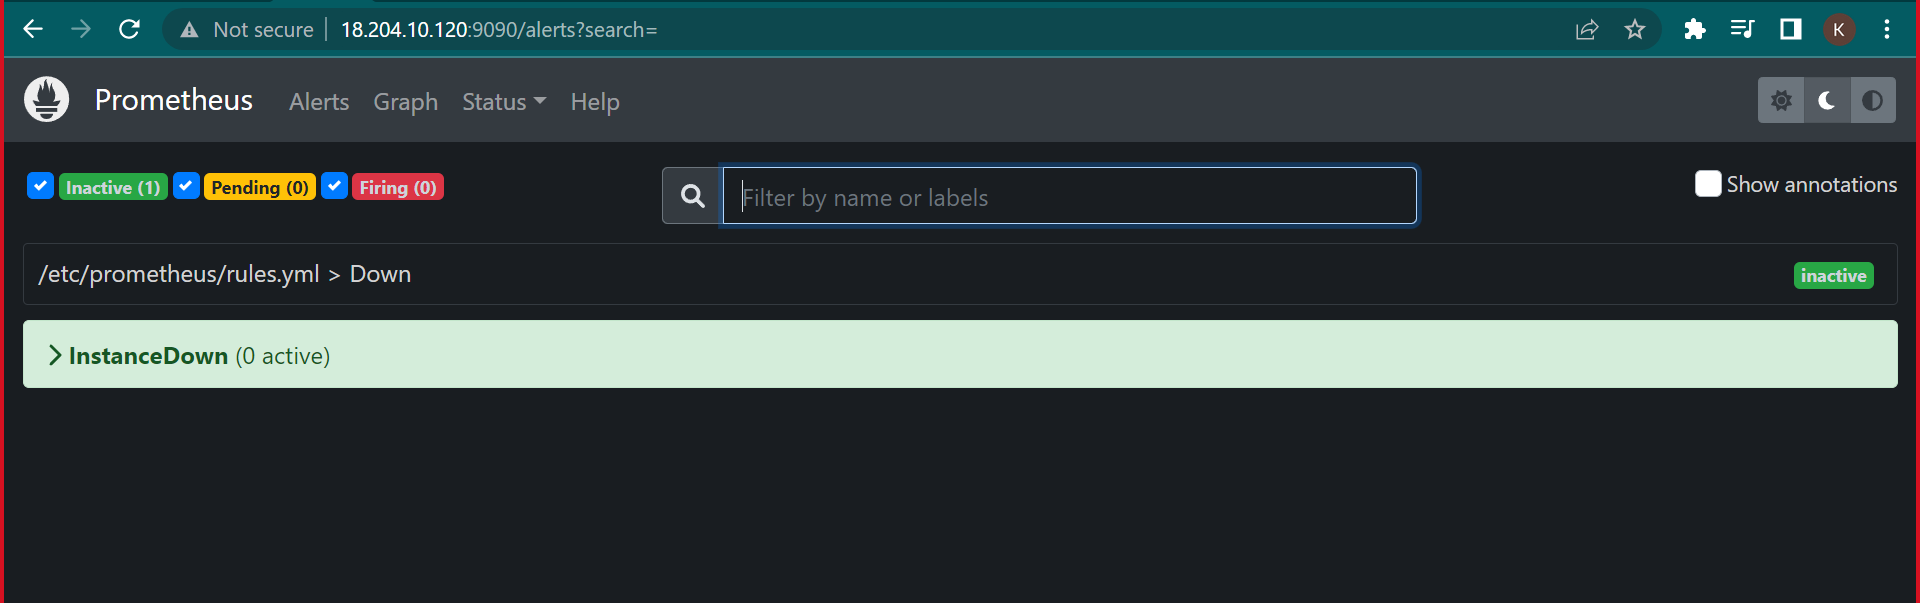 Not secure | 18.204.10.120:9090/alerts?search=
K
Prometheus Alerts Graph Status Help
Inactive (1) Pending (0) Firing (0) Filter by name or labels Show annotations
/etc/prometheus/rules.yml > Down inactive
InstanceDown (0 active)